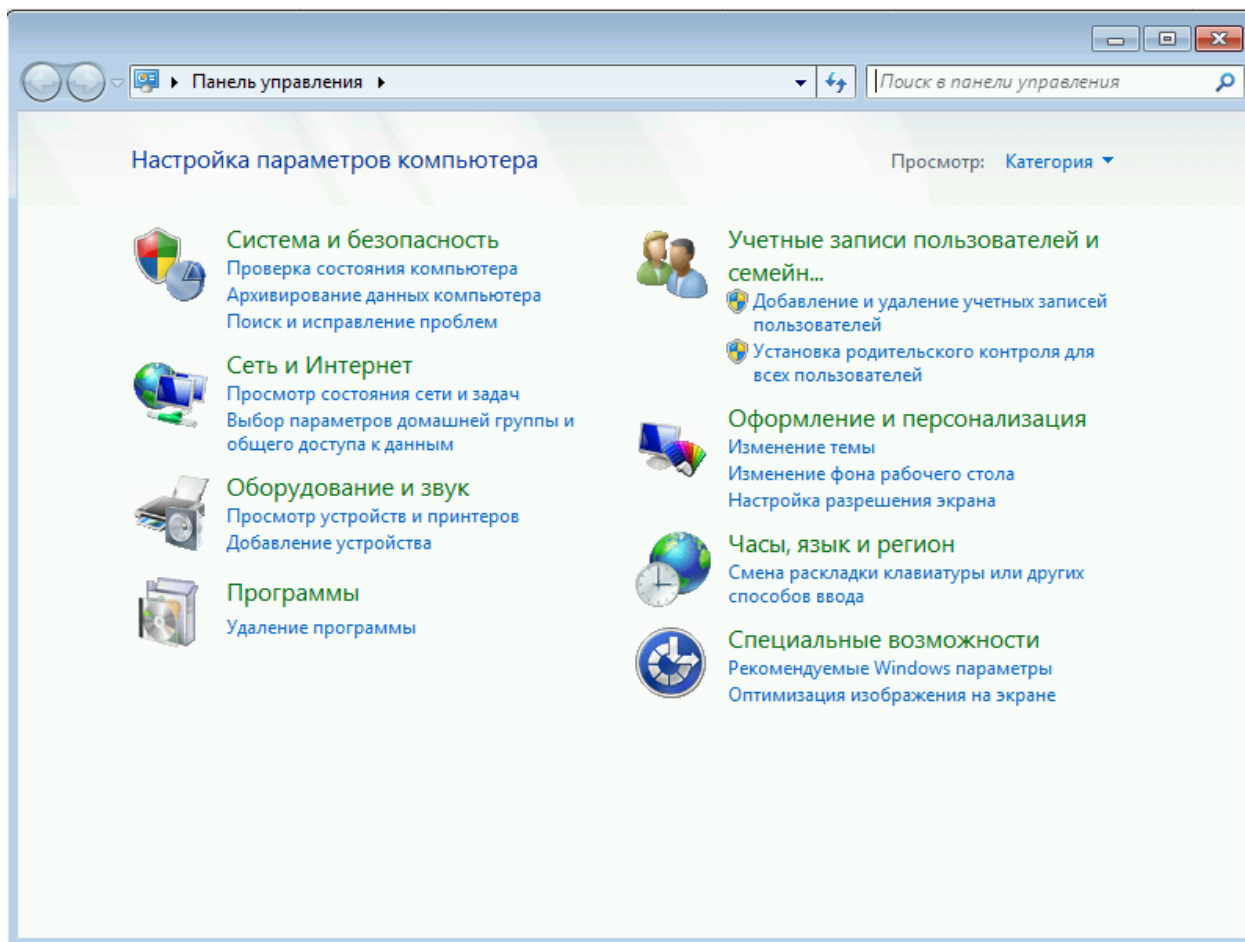 Панель управления
Поиск в панели управления
Настройка параметров компьютера
Просмотр: Категория
Система и безопасность
Проверка состояния компьютера
Архивирование данных компьютера
Поиск и исправление проблем
Сеть и Интернет
Просмотр состояния сети и задач
Выбор параметров домашней группы и
общего доступа к данным
Оборудование и звук
Просмотр устройств и принтеров
Добавление устройства
Программы
Удаление программы
Учетные записи пользователей и
семейн...
Добавление и удаление учетных записей
пользователей
Установка родительского контроля для
всех пользователей
Оформление и персонализация
Изменение темы
Изменение фона рабочего стола
Настройка разрешения экрана
Часы, язык и регион
Смена раскладки клавиатуры или других
способов ввода
Специальные возможности
Рекомендуемые Windows параметры
Оптимизация изображения на экране